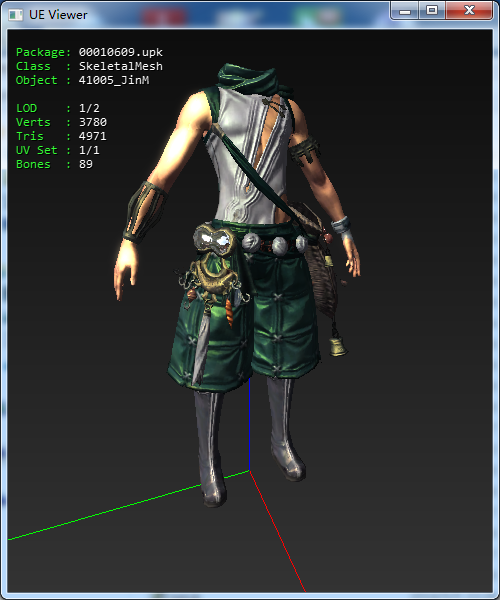 UE Viewer
Package: 00010609.upk
Class : SkeletalMesh
Object : 41005_JinM
LOD : 1/2
Verts : 3780
Tris : 4971
UV Set : 1/1
Bones : 89